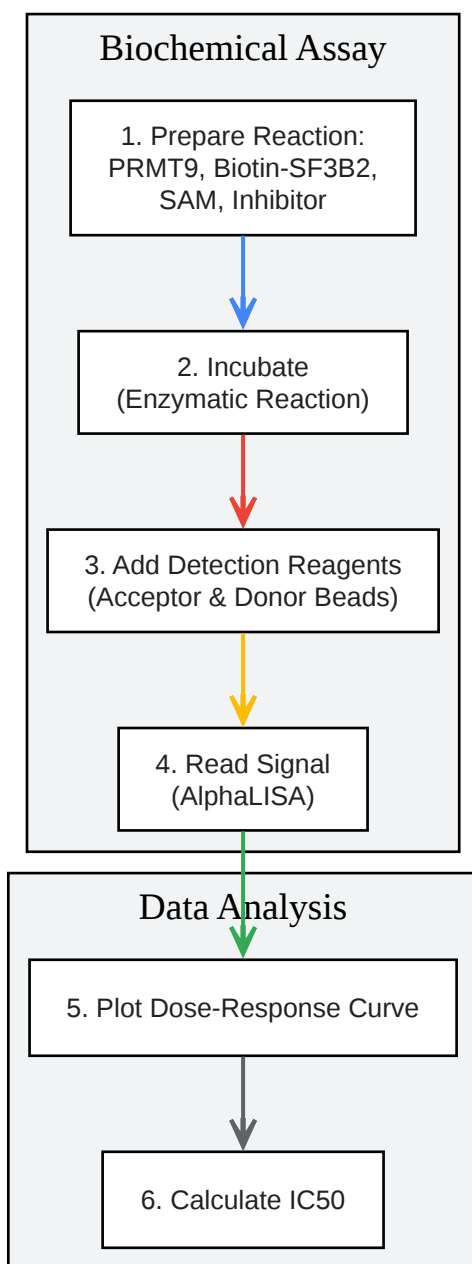 Biochemical Assay
1. Prepare Reaction:
PRMT9, Biotin-SF3B2,
SAM, Inhibitor
2. Incubate
(Enzymatic Reaction)
3. Add Detection Reagents
(Acceptor & Donor Beads)
4. Read Signal
(AlphaLISA)
Data Analysis
5. Plot Dose-Response Curve
6. Calculate IC50